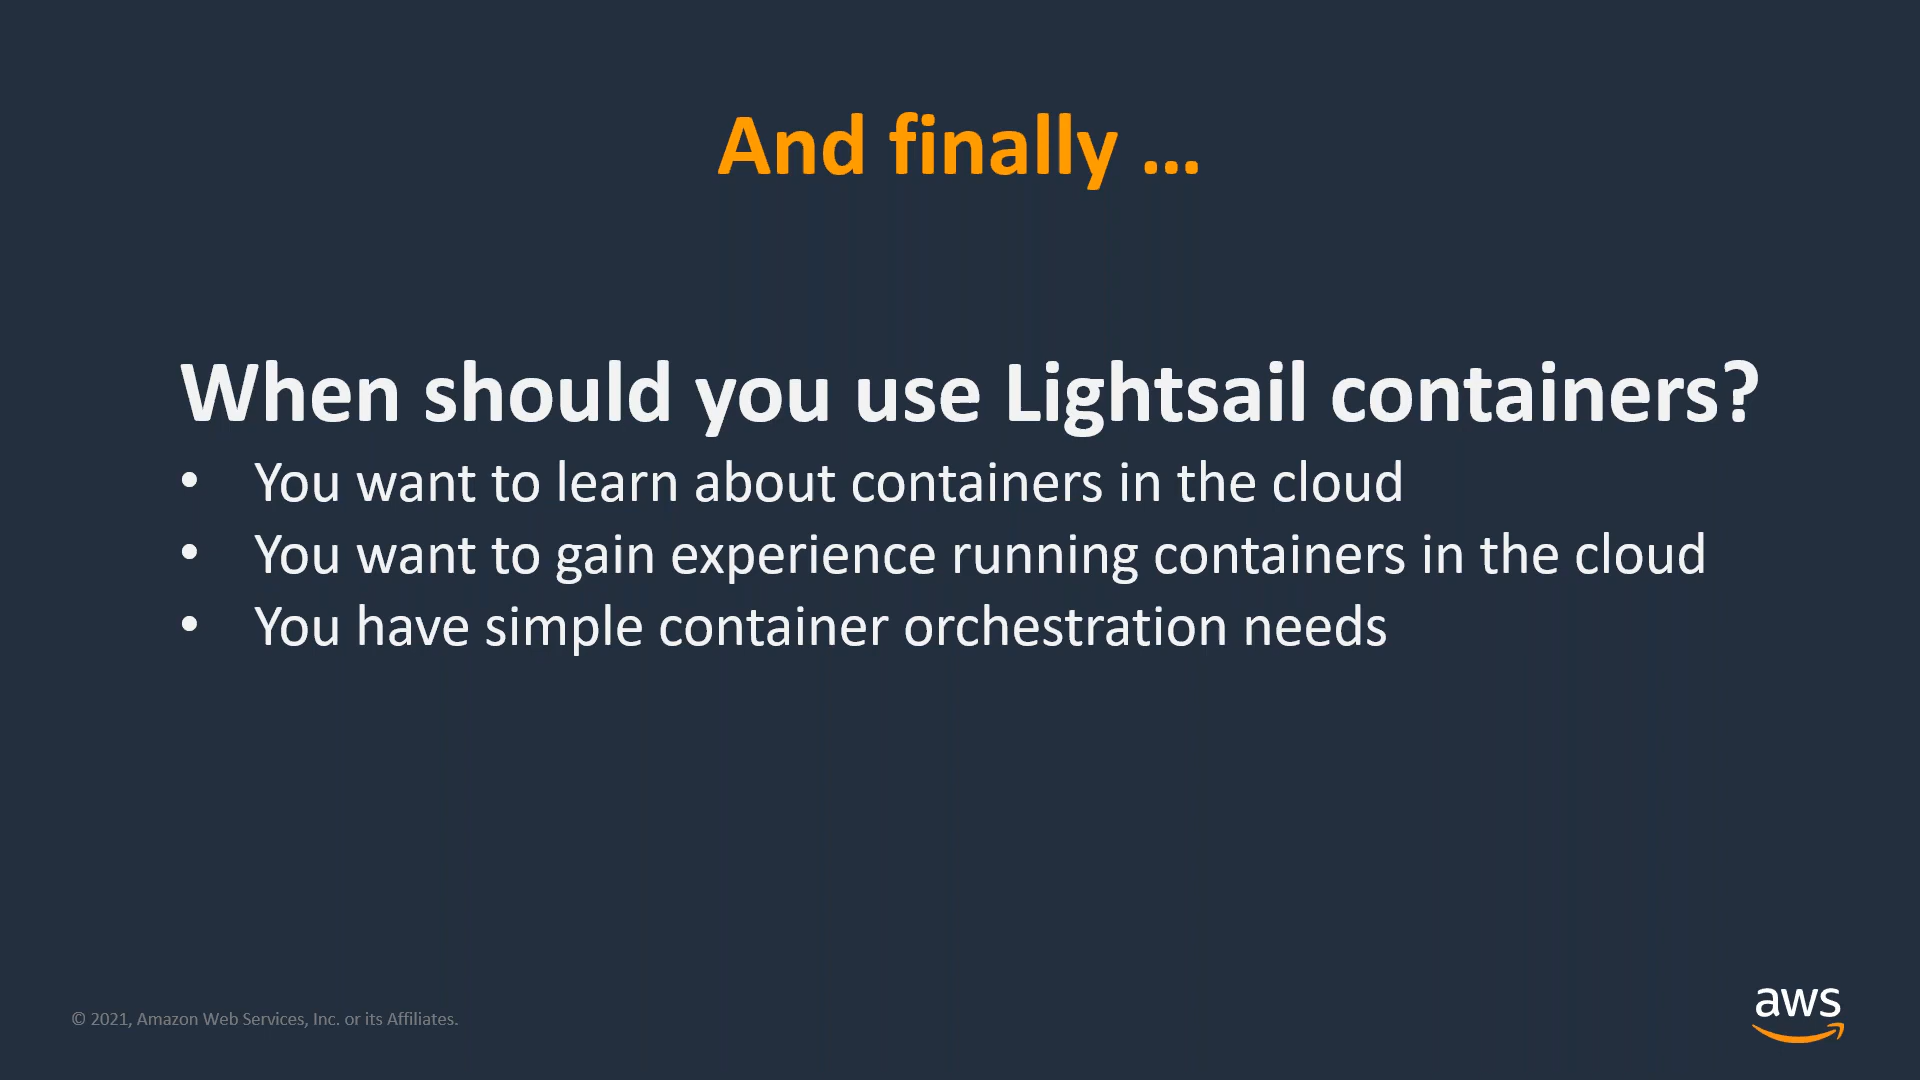 And finally ...
When should you use Lightsail containers?
• You want to learn about containers in the cloud
• You want to gain experience running containers in the cloud
• You have simple container orchestration needs
© 2021, Amazon Web Services, Inc. or its Affiliates.
aws